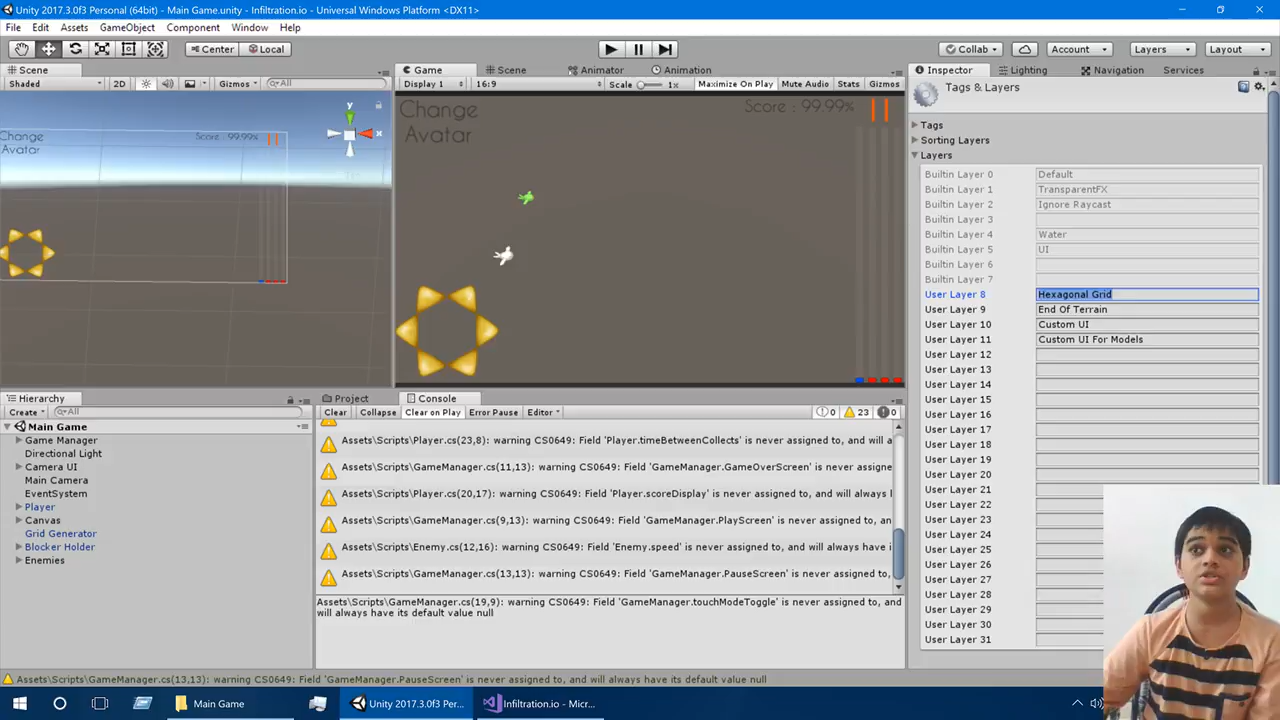 Unity 2017.3.0f3 Personal (64bit) - Main Game.unity - Infiltration.io - Universal Windows Platform <DX11>
File Edit Assets GameObject Component Window Help
Center Local Collab Account Layers Layout
Scene
Shaded 2D Gizmos All
Change
Avatar
Score : 99.99%
y
x
Game Scene Animator Animation
Display 1 16:9 Scale 1x Maximize On Play Mute Audio Stats Gizmos
Change
Avatar
Score : 99.99%
Hierarchy
Create All
Main Game
Game Manager
Directional Light
Camera UI
Main Camera
EventSystem
Player
Canvas
Grid Generator
Blocker Holder
Enemies
Project Console
Clear Collapse Clear on Play Error Pause Editor 0 23 0
Assets\Scripts\Player.cs(23,8): warning CS0649: Field 'Player.timeBetweenCollects' is never assigned to, and will a
Assets\Scripts\GameManager.cs(11,13): warning CS0649: Field 'GameManager.GameOverScreen' is never assigne
Assets\Scripts\Player.cs(20,17): warning CS0649: Field 'Player.scoreDisplay' is never assigned to, and will always
Assets\Scripts\GameManager.cs(9,13): warning CS0649: Field 'GameManager.PlayScreen' is never assigned to, an
Assets\Scripts\Enemy.cs(12,16): warning CS0649: Field 'Enemy.speed' is never assigned to, and will always have i
Assets\Scripts\GameManager.cs(13,13): warning CS0649: Field 'GameManager.PauseScreen' is never assigned to,
Assets\Scripts\GameManager.cs(19,9): warning CS0649: Field 'GameManager.touchModeToggle' is never assigned to, and
will always have its default value null
Inspector Lighting Navigation Services
Tags & Layers
Tags
Sorting Layers
Layers
Builtin Layer 0 Default
Builtin Layer 1 TransparentFX
Builtin Layer 2 Ignore Raycast
Builtin Layer 3
Builtin Layer 4 Water
Builtin Layer 5 UI
Builtin Layer 6
Builtin Layer 7
User Layer 8 Hexagonal Grid
User Layer 9 End Of Terrain
User Layer 10 Custom UI
User Layer 11 Custom UI For Models
User Layer 12
User Layer 13
User Layer 14
User Layer 15
User Layer 16
User Layer 17
User Layer 18
User Layer 19
User Layer 20
User Layer 21
User Layer 22
User Layer 23
User Layer 24
User Layer 25
User Layer 26
User Layer 27
User Layer 28
User Layer 29
User Layer 30
User Layer 31
Assets\Scripts\GameManager.cs(13,13): warning CS0649: Field 'GameManager.PauseScreen' is never assigned to, and will always have its default value null
Main Game
Unity 2017.3.0f3 Per...
Infiltration.io - Micr...